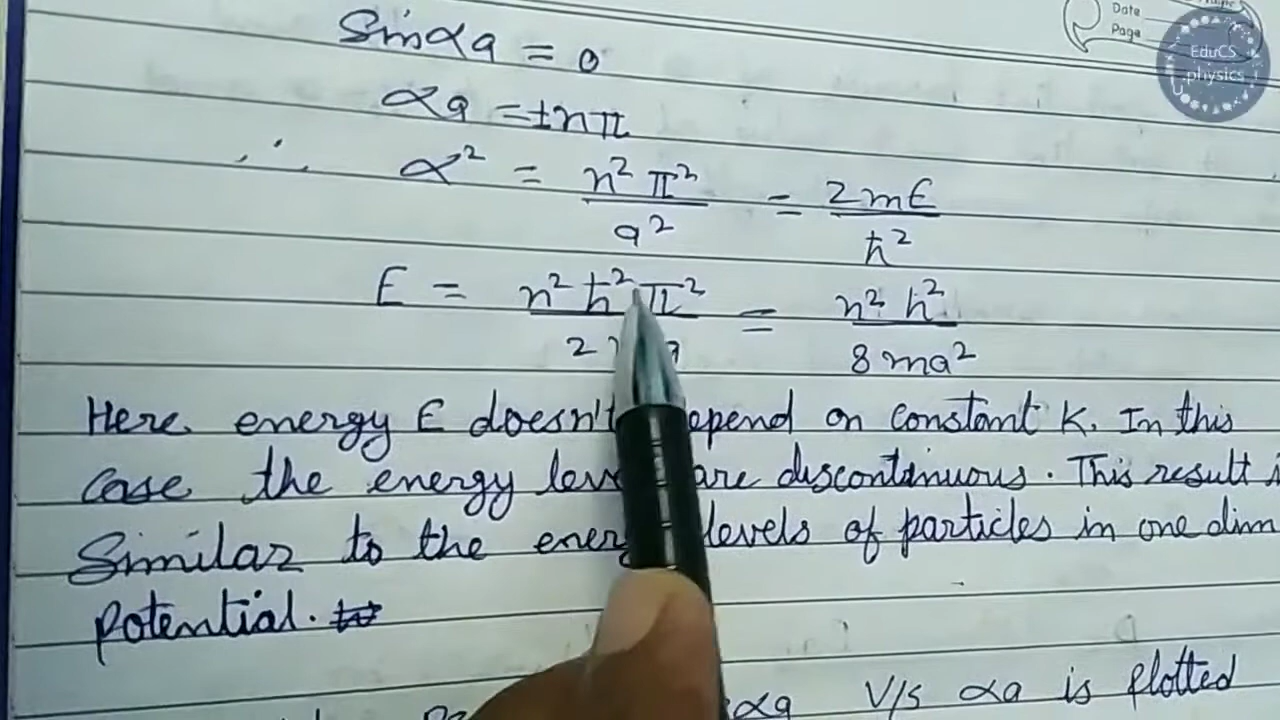 Date
Page
EduCS
physics
Sinαa = 0
αa = ±nπ
∴ α² = n²π²/a² = 2mE/ħ²
E = n²ħ²π²/2 = n²h²/8ma²
Here energy E doesn't depend on constant K. In this
case the energy are discontinuous. This result
Similar to the levels of particles in one dim
potential.
αa V/s αa is plotted